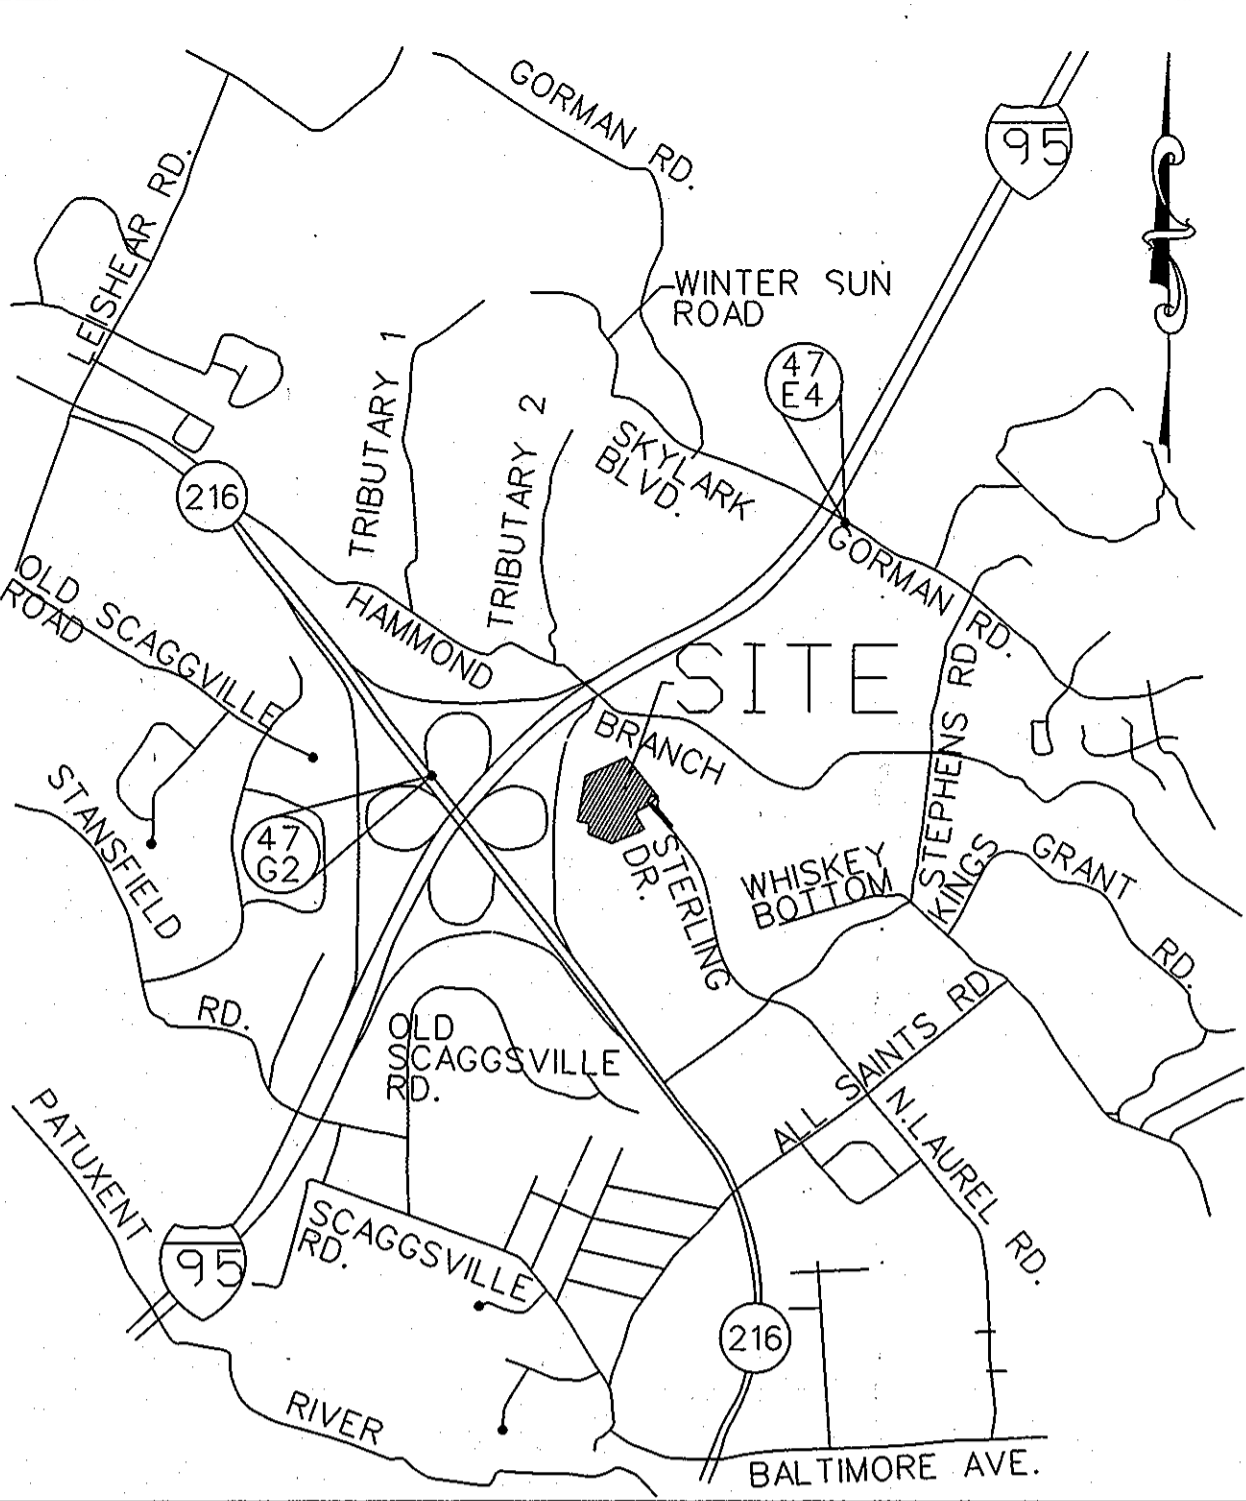 GORMAN RD.
95
LEISHEAR RD.
WINTER SUN
ROAD
47
E4
TRIBUTARY 1
TRIBUTARY 2
SKYLARK
BLVD.
216
GORMAN RD.
OLD SCAGGVILLE
ROAD
HAMMOND
BRANCH
SITE
STEPHENS RD
STANSFIELD
RD.
47
G2
STERLING
DR.
WHISKEY
BOTTOM
KINGS
GRANT
RD.
OLD
SCAGGSVILLE
RD.
ALL SAINTS RD
N.LAUREL RD.
PATUXENT
RIVER
95
SCAGGSVILLE
RD.
216
BALTIMORE AVE.